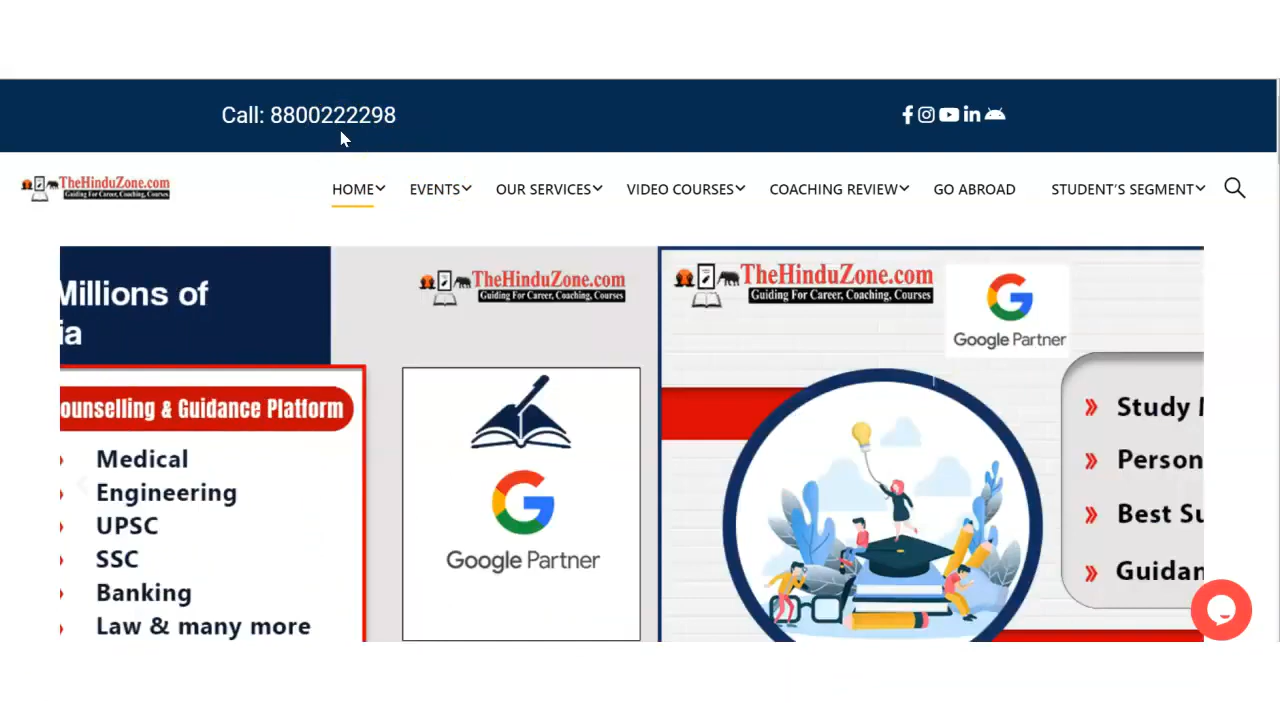 Call: 8800222298
TheHinduZone.com
Guiding For Career, Coaching, Courses
HOME EVENTS OUR SERVICES VIDEO COURSES COACHING REVIEW GO ABROAD STUDENT'S SEGMENT
Millions of
ia
ounselling & Guidance Platform
Medical
Engineering
UPSC
SSC
Banking
Law & many more
TheHinduZone.com
Guiding For Career, Coaching, Courses
Google Partner
TheHinduZone.com
Guiding For Career, Coaching, Courses
Google Partner
Study
Person
Best Su
Guidan